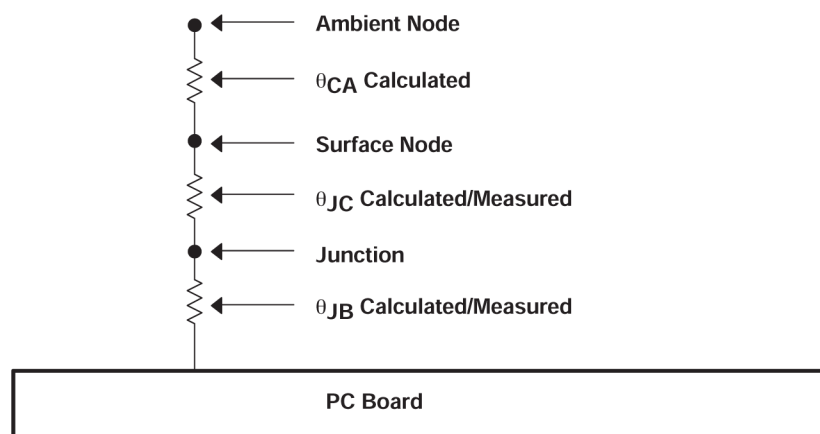 Ambient Node
θCA Calculated
Surface Node
θJC Calculated/Measured
Junction
θJB Calculated/Measured
PC Board